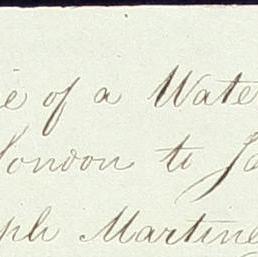 e of a Wate
London to Ja
ph Martine